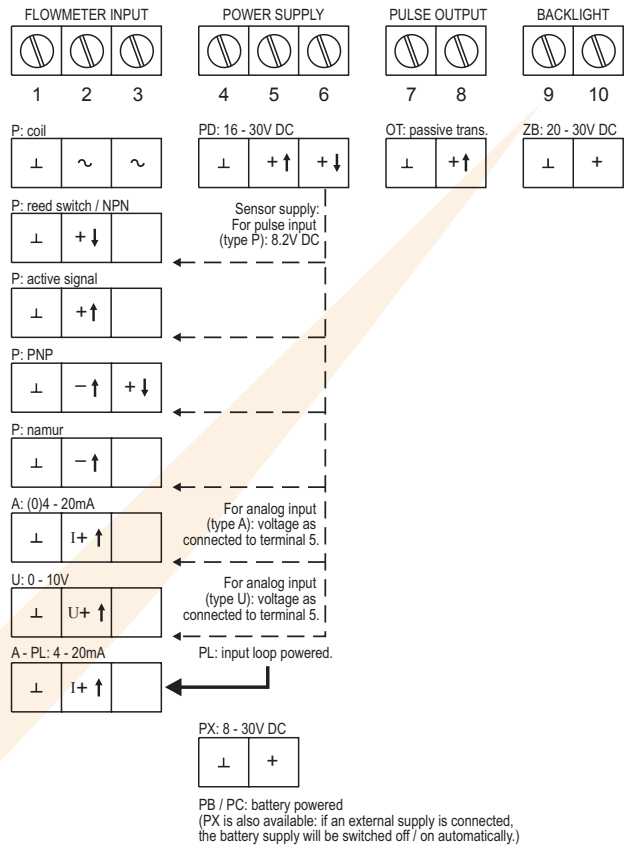 FLOWMETER INPUT
POWER SUPPLY
PULSE OUTPUT
BACKLIGHT
1 2 3
4 5 6
7 8
9 10
P: coil
⊥ ~ ~
PD: 16 - 30V DC
⊥ +↑ +↓
OT: passive trans.
⊥ +↑
ZB: 20 - 30V DC
⊥ +
P: reed switch / NPN
⊥ +↓
Sensor supply:
For pulse input
(type P): 8.2V DC
P: active signal
⊥ +↑
P: PNP
⊥ −↑ +↓
P: namur
⊥ −↑
A: (0)4 - 20mA
⊥ I+ ↑
For analog input
(type A): voltage as
connected to terminal 5.
U: 0 - 10V
⊥ U+ ↑
For analog input
(type U): voltage as
connected to terminal 5.
A - PL: 4 - 20mA
⊥ I+ ↑
PL: input loop powered.
PX: 8 - 30V DC
⊥ +
PB / PC: battery powered
(PX is also available: if an external supply is connected,
the battery supply will be switched off / on automatically.)